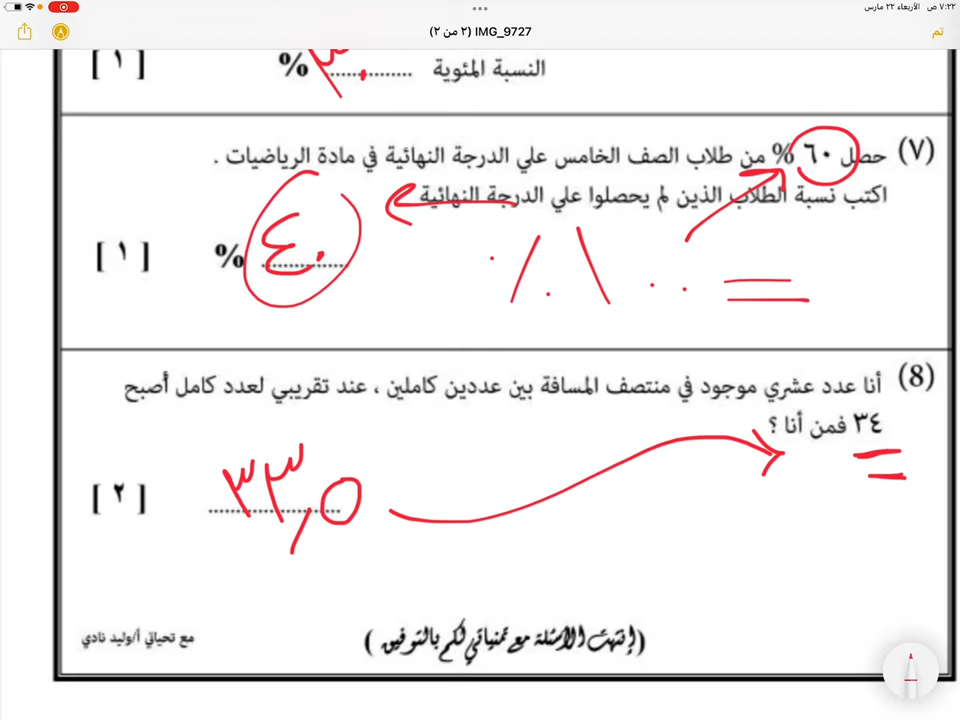 ٧:٢٢ ص الأربعاء ٢٢ مارس
IMG_9727 (٢ من ٢)
تم
النسبة المئوية ............... ٣٠ % [ ١ ]
(٧) حصل ٦٠ % من طلاب الصف الخامس علي الدرجة النهائية في مادة الرياضيات .
اكتب نسبة الطلاب الذين لم يحصلوا علي الدرجة النهائية
٤٠ % [ ١ ]
= ١٠٠ ٪
(8) أنا عدد عشري موجود في منتصف المسافة بين عددين كاملين ، عند تقريبي لعدد كامل أصبح
٣٤ فمن أنا ؟
٣٣,٥ [ ٢ ]
(إنتهت الأسئلة مع تمنياتي لكم بالتوفيق )
مع تحياتي أ/وليد نادي